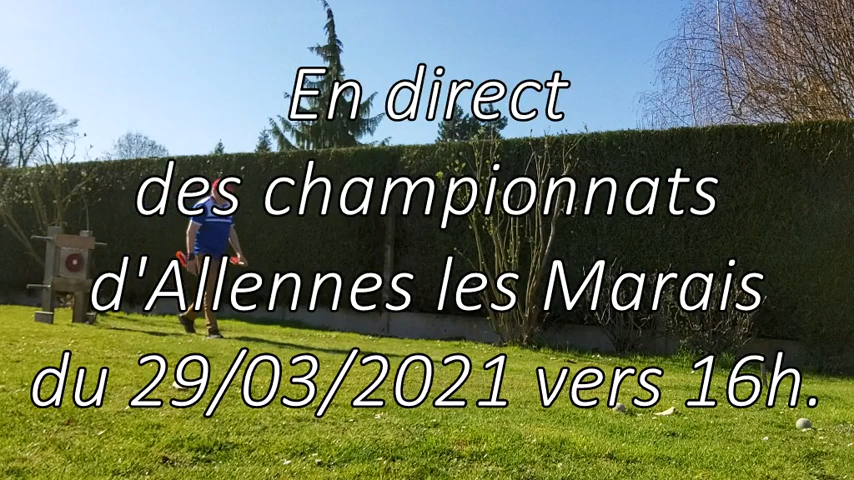 En direct
des championnats
d'Allennes les Marais
du 29/03/2021 vers 16h.